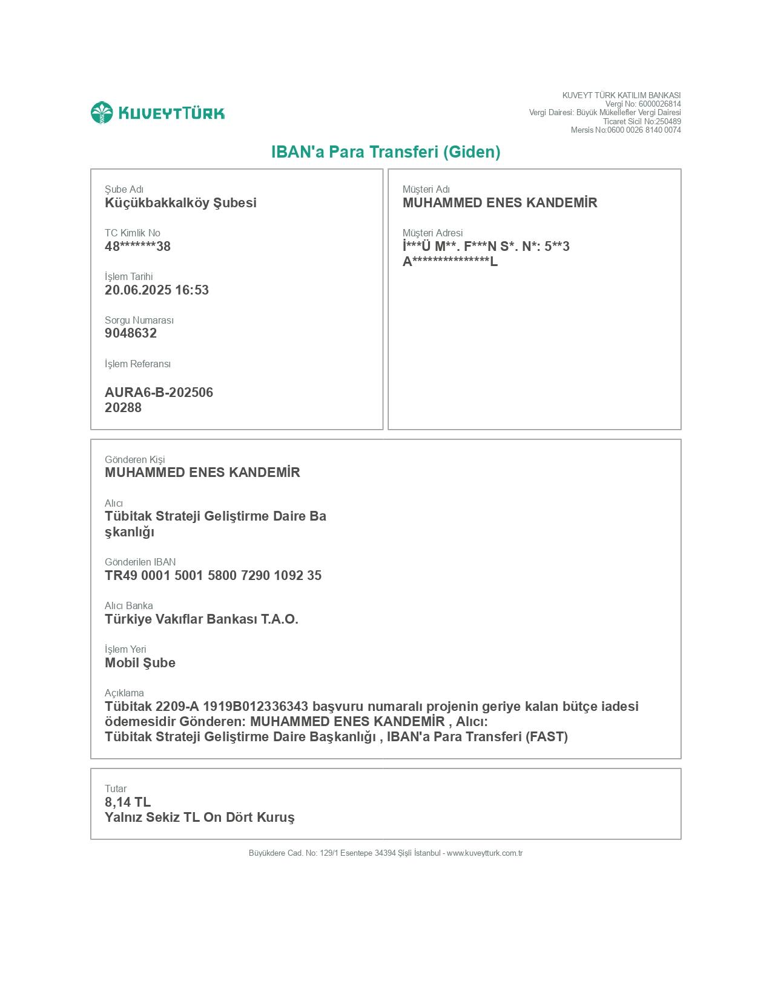 KUVEYTTÜRK
KUVEYT TÜRK KATILIM BANKASI
Vergi No: 6000026814
Vergi Dairesi: Büyük Mükellefler Vergi Dairesi
Ticaret Sicil No:250489
Mersis No:0600 0026 8140 0074
IBAN'a Para Transferi (Giden)
Şube Adı
Küçükbakkalköy Şubesi
TC Kimlik No
48*******38
İşlem Tarihi
20.06.2025 16:53
Sorgu Numarası
9048632
İşlem Referansı
AURA6-B-202506
20288
Müşteri Adı
MUHAMMED ENES KANDEMİR
Müşteri Adresi
İ***Ü M**. F***N S*. N*: 5**3
A***************L
Gönderen Kişi
MUHAMMED ENES KANDEMİR
Alıcı
Tübitak Strateji Geliştirme Daire Ba
şkanlığı
Gönderilen IBAN
TR49 0001 5001 5800 7290 1092 35
Alıcı Banka
Türkiye Vakıflar Bankası T.A.O.
İşlem Yeri
Mobil Şube
Açıklama
Tübitak 2209-A 1919B012336343 başvuru numaralı projenin geriye kalan bütçe iadesi
ödemesidir Gönderen: MUHAMMED ENES KANDEMİR , Alıcı:
Tübitak Strateji Geliştirme Daire Başkanlığı , IBAN'a Para Transferi (FAST)
Tutar
8,14 TL
Yalnız Sekiz TL On Dört Kuruş
Büyükdere Cad. No: 129/1 Esentepe 34394 Şişli İstanbul - www.kuveytturk.com.tr